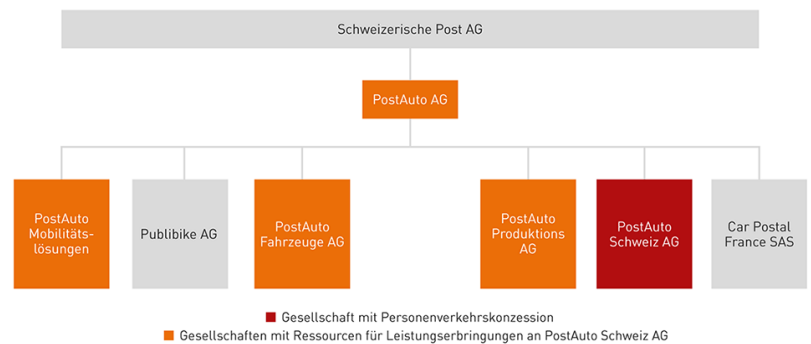 Schweizerische Post AG
PostAuto AG
PostAuto
Mobilitäts-
lösungen
Publibike AG
PostAuto
Fahrzeuge AG
PostAuto
Produktions
AG
PostAuto
Schweiz AG
Car Postal
France SAS
Gesellschaft mit Personenverkehrskonzession
Gesellschaften mit Ressourcen für Leistungserbringungen an PostAuto Schweiz AG